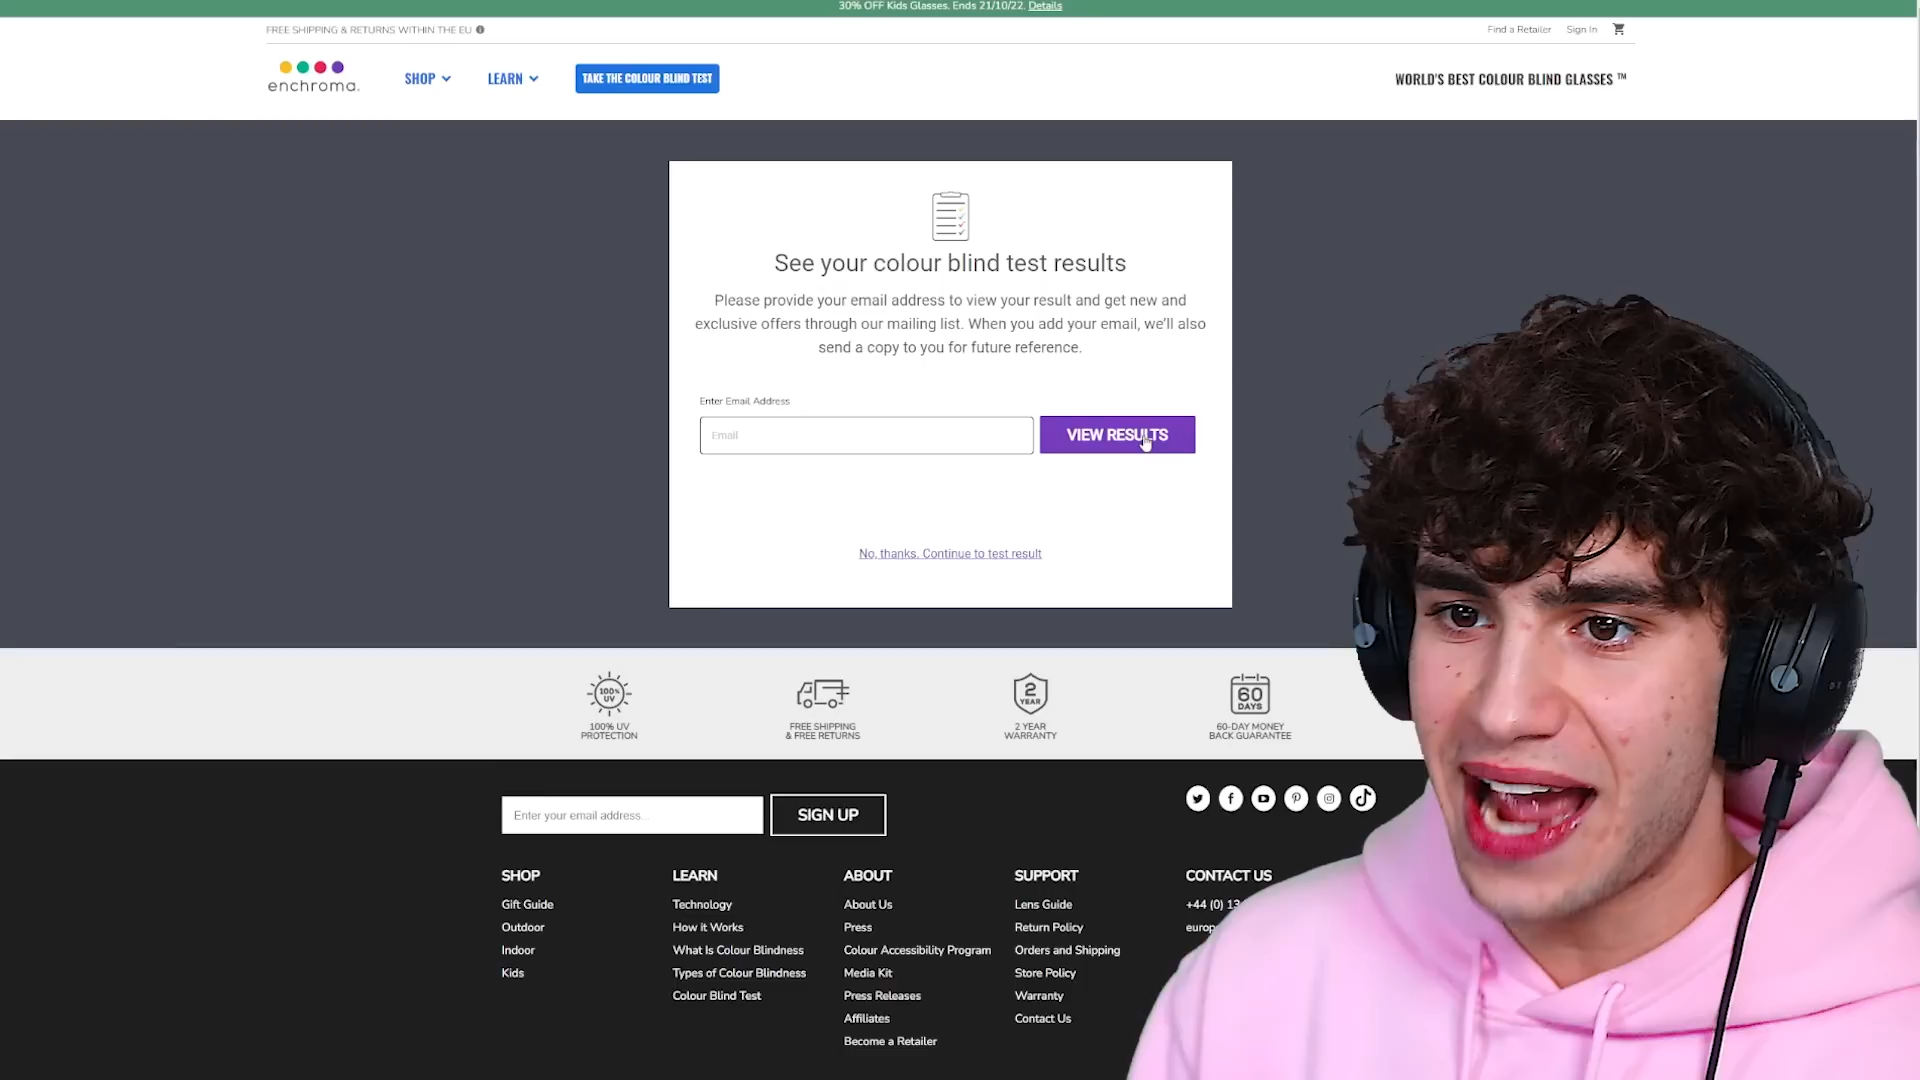 30% OFF Kids Glasses. Ends 21/10/22. Details
FREE SHIPPING & RETURNS WITHIN THE EU
Find a Retailer Sign In
enchroma.
SHOP LEARN TAKE THE COLOUR BLIND TEST
WORLD'S BEST COLOUR BLIND GLASSES ™
See your colour blind test results
Please provide your email address to view your result and get new and
exclusive offers through our mailing list. When you add your email, we'll also
send a copy to you for future reference.
Enter Email Address
Email
VIEW RESULTS
No, thanks. Continue to test result
100% UV
100% UV
PROTECTION
FREE SHIPPING
& FREE RETURNS
2 YEAR
2 YEAR
WARRANTY
60 DAYS
60-DAY MONEY
BACK GUARANTEE
Enter your email address...
SIGN UP
SHOP
Gift Guide
Outdoor
Indoor
Kids
LEARN
Technology
How it Works
What Is Colour Blindness
Types of Colour Blindness
Colour Blind Test
ABOUT
About Us
Press
Colour Accessibility Program
Media Kit
Press Releases
Affiliates
Become a Retailer
SUPPORT
Lens Guide
Return Policy
Orders and Shipping
Store Policy
Warranty
Contact Us
CONTACT US
+44 (0) 13
europ